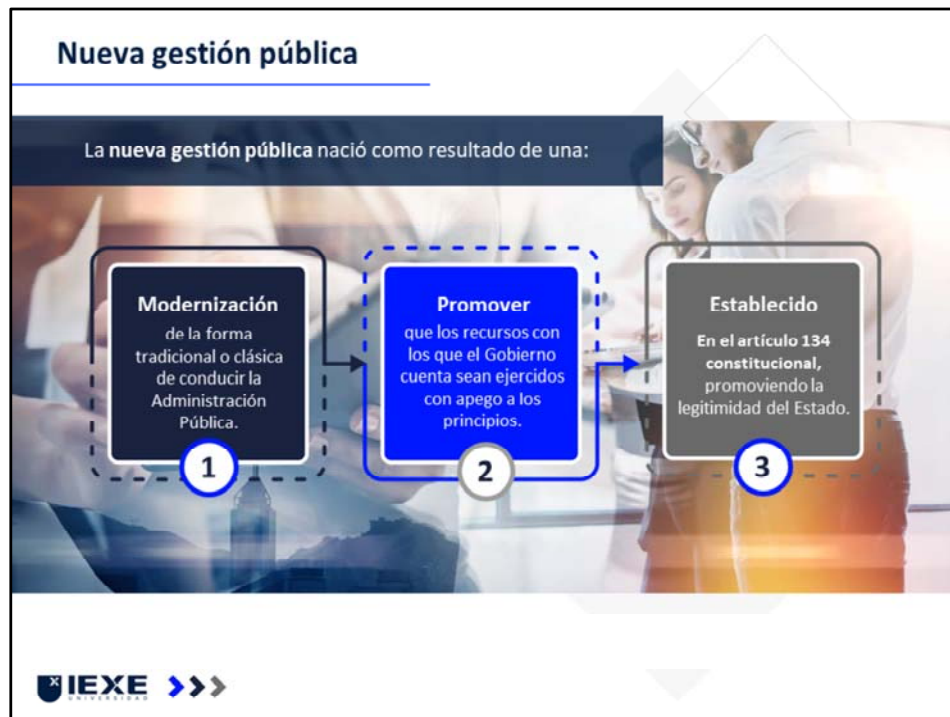 Nueva gestión pública
La nueva gestión pública nació como resultado de una:
Modernización
de la forma
tradicional o clásica
de conducir la
Administración
Pública.
1
Promover
que los recursos con
los que el Gobierno
cuenta sean ejercidos
con apego a los
principios.
2
Establecido
En el artículo 134
constitucional,
promoviendo la
legitimidad del Estado.
3
IEXE
UNIVERSIDAD